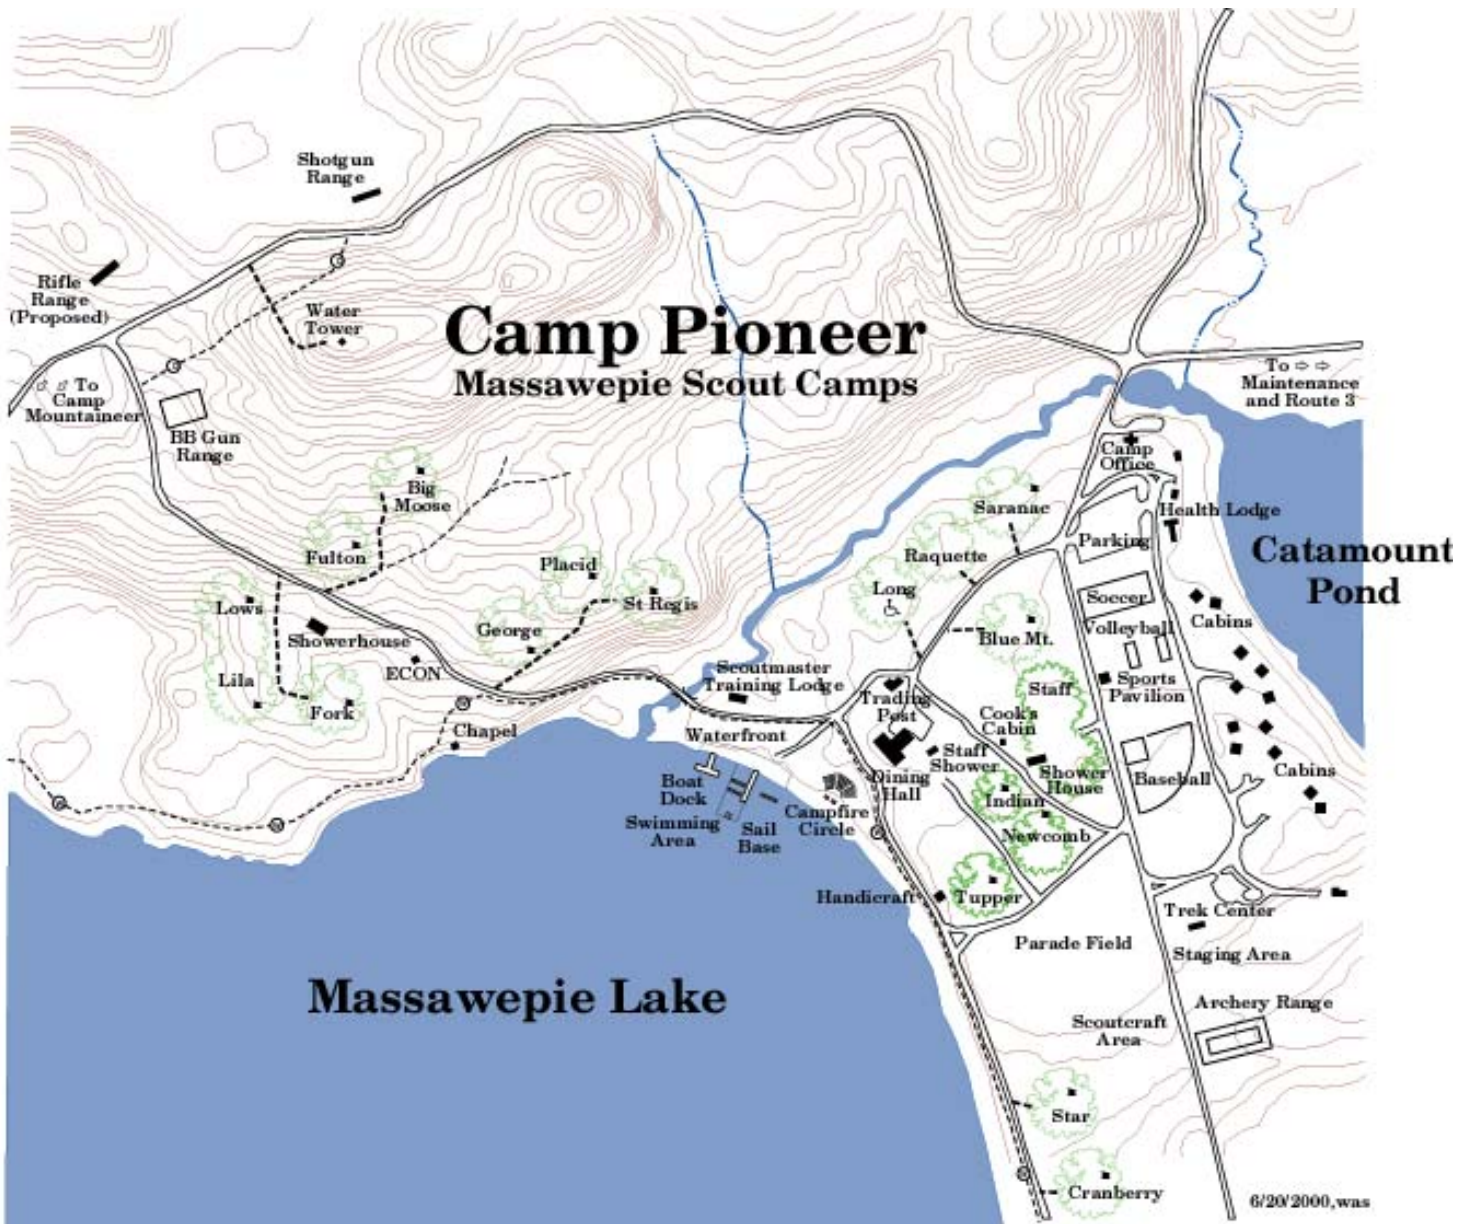 Shotgun
Range
Rifle
Range
(Proposed)
Water
Tower
Camp Pioneer
Massawepie Scout Camps
To
Camp
Mountaineer
To
Maintenance
and Route 3
BB Gun
Range
Camp
Office
Big
Moose
Saranac
Health Lodge
Parking
Catamount
Pond
Fulton
Raquette
Placid
Long
St Regis
Soccer
Lows
Cabins
George
Volleyball
Showerhouse
Blue Mt.
ECON
Scoutmaster
Training Lodge
Lila
Staff
Sports
Pavilion
Trading
Post
Fork
Cook's
Cabin
Chapel
Waterfront
Staff
Shower
Dining
Hall
Shower
House
Baseball
Cabins
Boat
Dock
Indian
Campfire
Circle
Swimming
Area
Sail
Base
Newcomb
Handicraft
Tupper
Trek Center
Parade Field
Staging Area
Massawepie Lake
Archery Range
Scoutcraft
Area
Star
Cranberry
6/20/2000,was